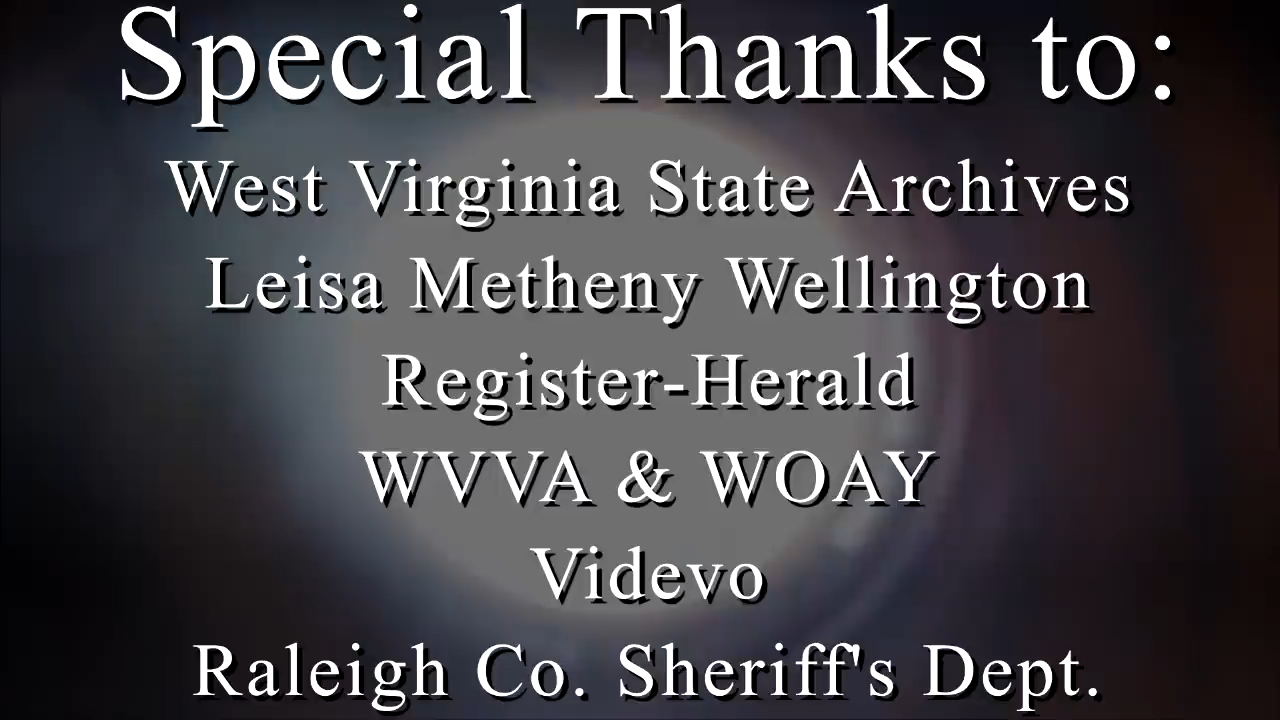 Special Thanks to:
West Virginia State Archives
Leisa Metheny Wellington
Register-Herald
WVVA & WOAY
Videvo
Raleigh Co. Sheriff's Dept.